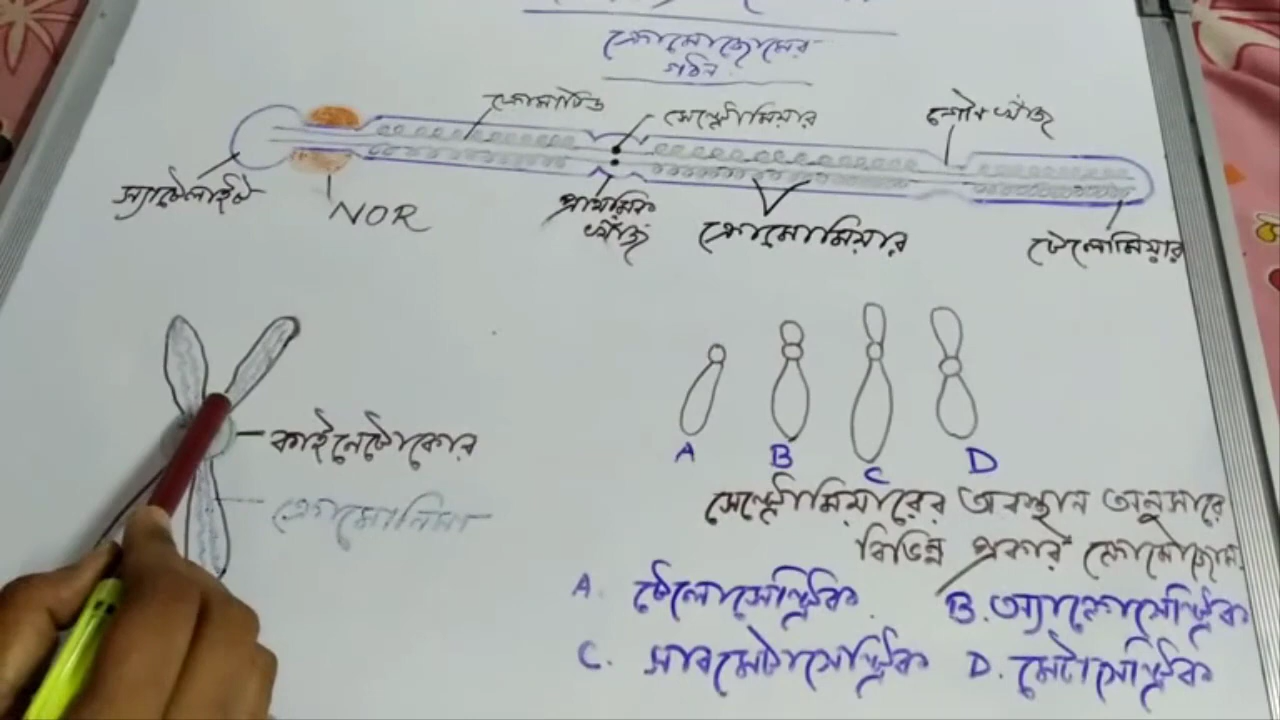 ক্রোমোজোমের
গঠন
ক্রোমাটিড
সেন্ট্রোমিয়ার
গৌণ খাঁজ
স্যাটেলাইট
NOR
প্রাথমিক
খাঁজ
ক্রোমোমিয়ার
টেলোমিয়ার
কাইনেটোকোর
ক্রোমোনিমা
A
B
C
D
সেন্ট্রোমিয়ারের অবস্থান অনুসারে
বিভিন্ন প্রকার ক্রোমোজোম
A. টেলোসেন্ট্রিক
B. অ্যাক্রোসেন্ট্রিক
C. সাবমেটাসেন্ট্রিক
D. মেটাসেন্ট্রিক